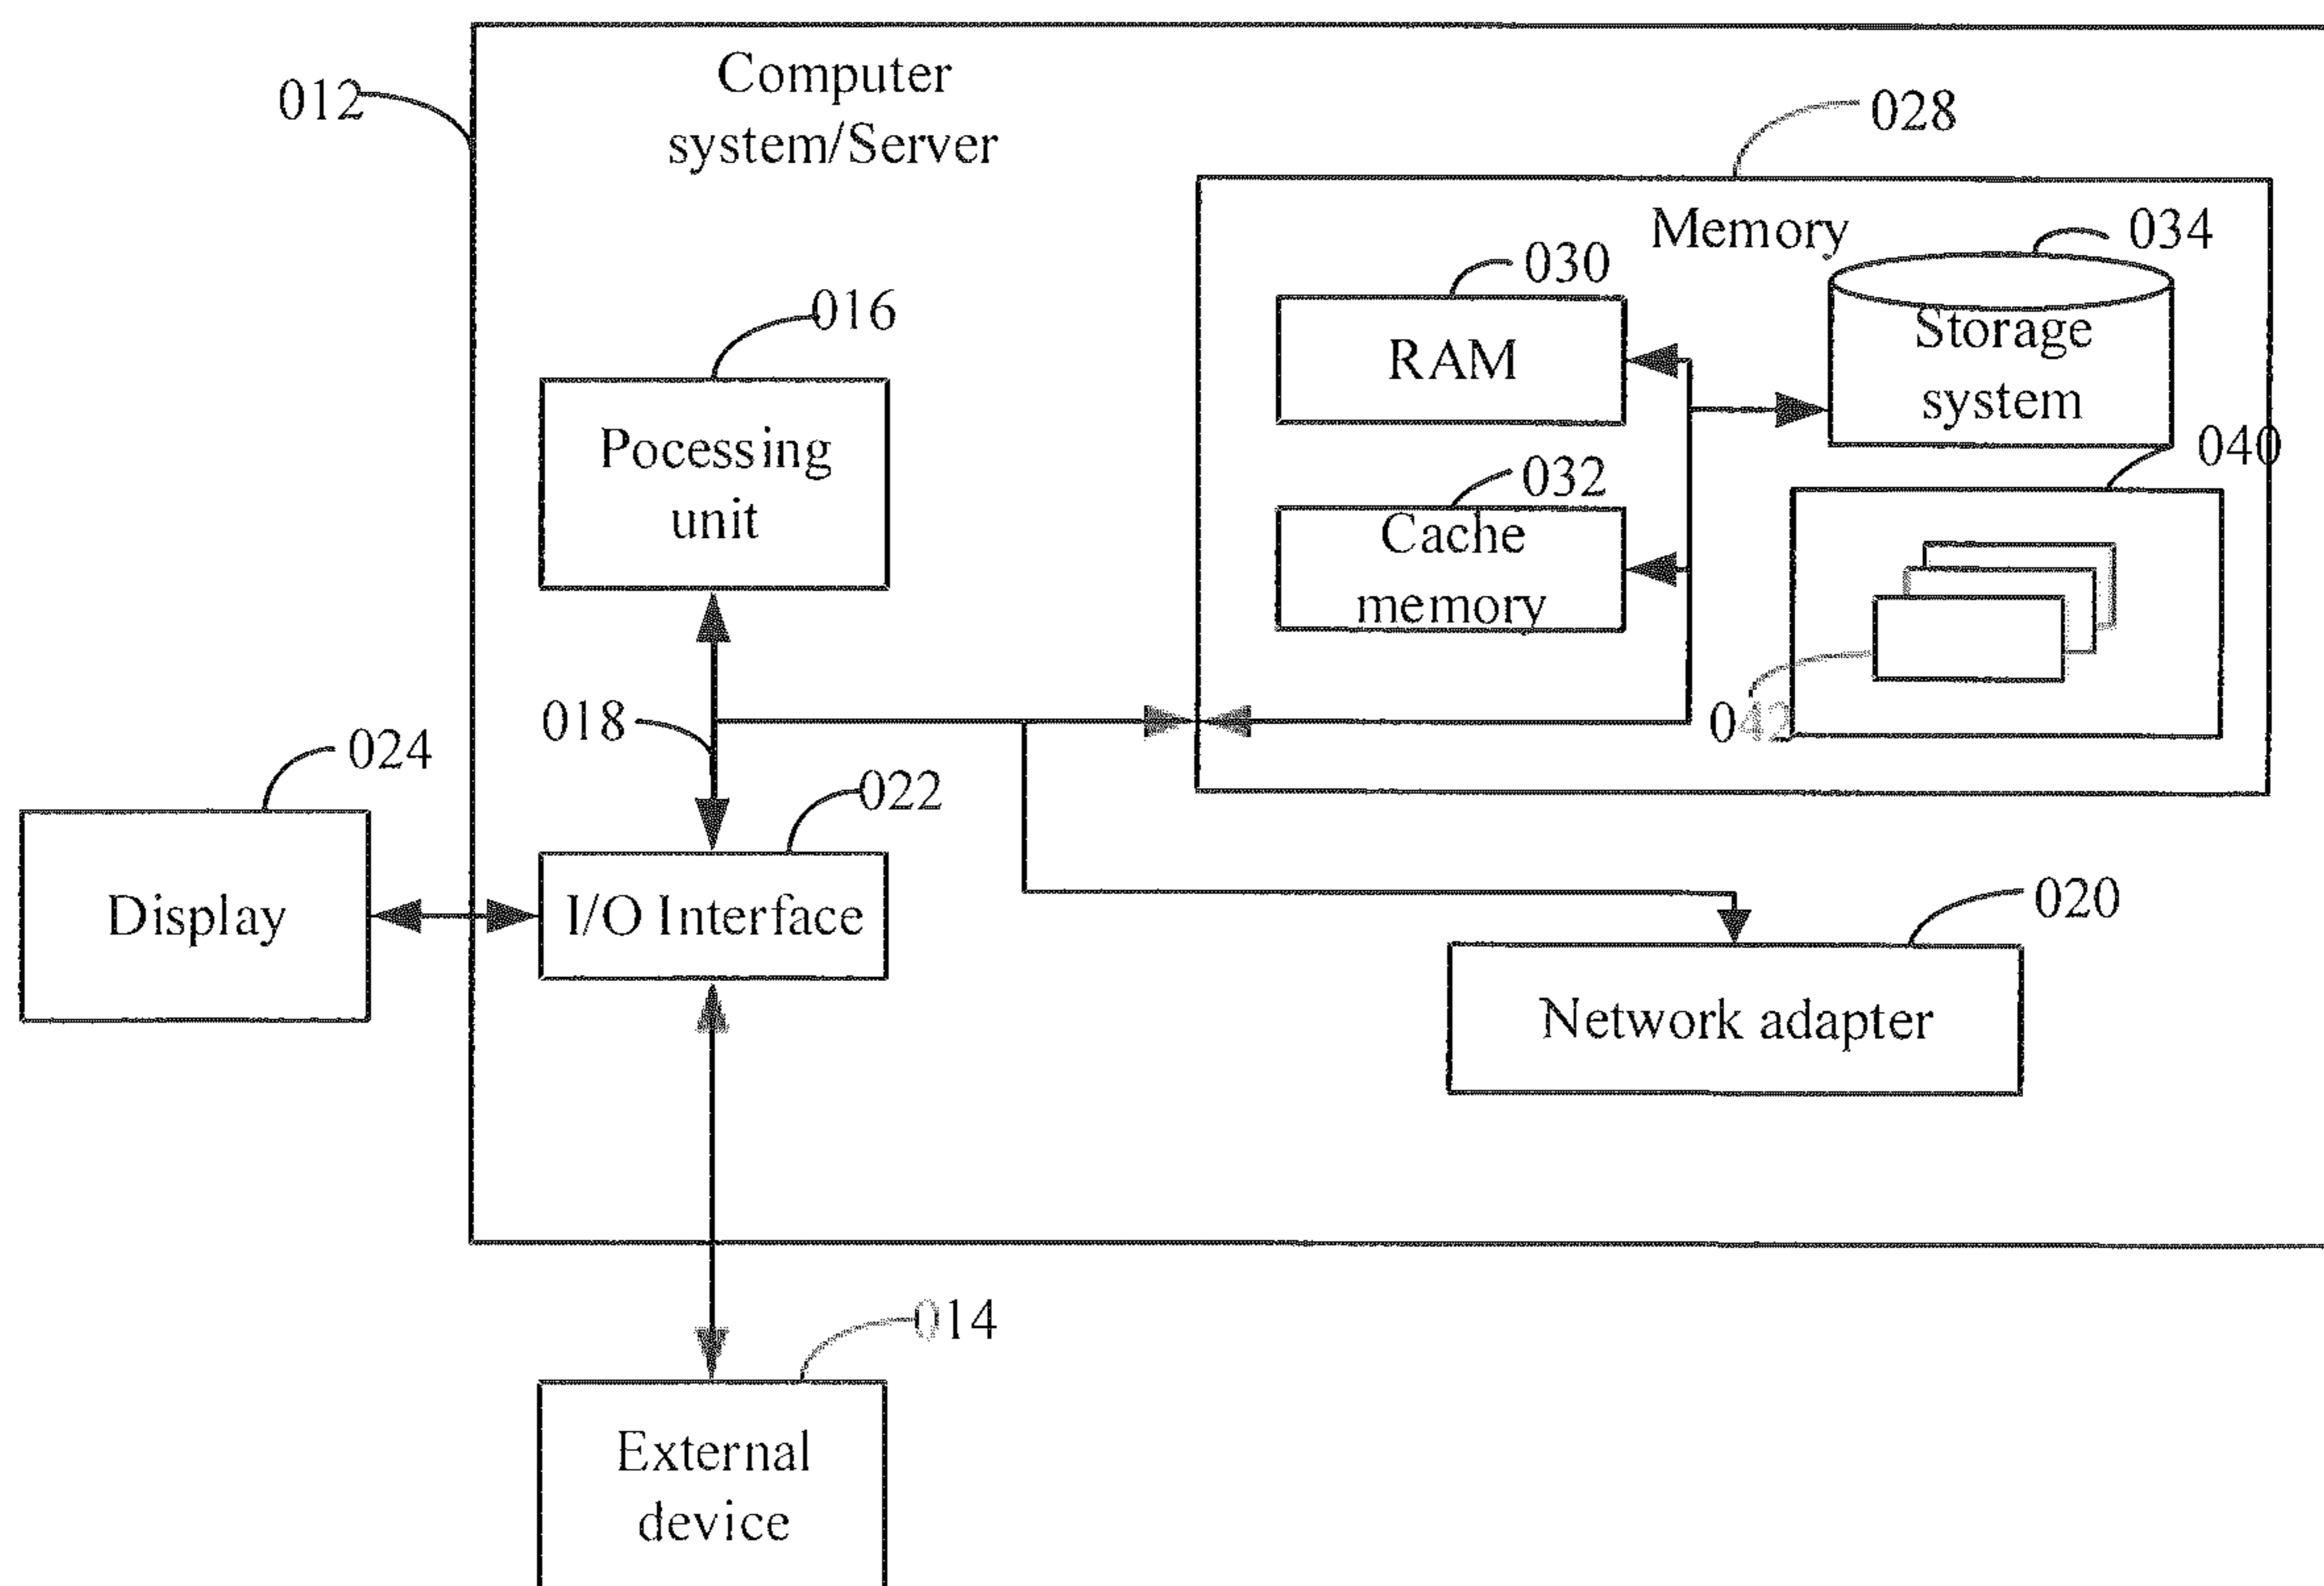 Computer
system/Server
012
028
Memory
034
030
RAM
Storage
system
016
Pocessing
unit
040
032
Cache
memory
018
042
024
022
Display
I/O Interface
020
Network adapter
014
External
device